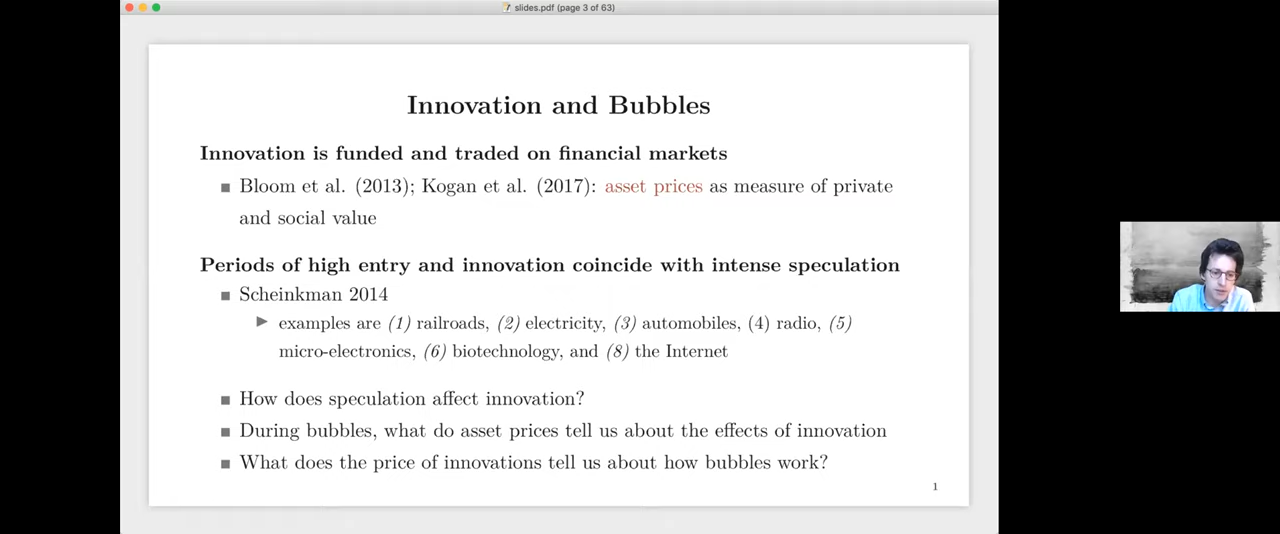 slides.pdf (page 3 of 63)
Innovation and Bubbles
Innovation is funded and traded on financial markets
■ Bloom et al. (2013); Kogan et al. (2017): asset prices as measure of private
and social value
Periods of high entry and innovation coincide with intense speculation
■ Scheinkman 2014
▶ examples are (1) railroads, (2) electricity, (3) automobiles, (4) radio, (5)
micro-electronics, (6) biotechnology, and (8) the Internet
■ How does speculation affect innovation?
■ During bubbles, what do asset prices tell us about the effects of innovation
■ What does the price of innovations tell us about how bubbles work?
1